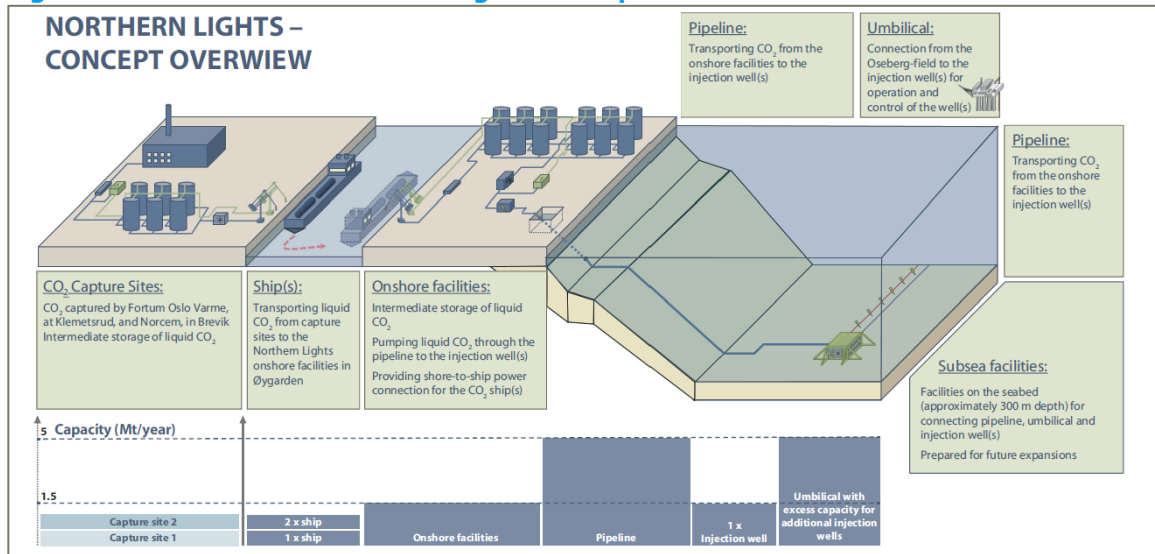 NORTHERN LIGHTS –
CONCEPT OVERWIEW
Pipeline:
Transporting CO₂ from the
onshore facilities to the
injection well(s)
Umbilical:
Connection from the
Oseberg-field to the
injection well(s) for
operation and
control of the well(s)
Pipeline:
Transporting CO₂
from the onshore
facilities to the
injection well(s)
CO₂ Capture Sites:
CO₂ captured by Fortum Oslo Varme,
at Klemetsrud, and Norcem, in Brevik
Intermediate storage of liquid CO₂
Ship(s):
Transporting liquid
CO₂ from capture
sites to the
Northern Lights
onshore facilities in
Øygarden
Onshore facilities:
Intermediate storage of liquid
CO₂
Pumping liquid CO₂ through the
pipeline to the injection well(s)
Providing shore-to-ship power
connection for the CO₂ ship(s)
Subsea facilities:
Facilities on the seabed
(approximately 300 m depth) for
connecting pipeline, umbilical and
injection well(s)
Prepared for future expansions
5 Capacity (Mt/year)
1.5
Capture site 2
Capture site 1
2 x ship
1 x ship
Onshore facilities
Pipeline
1 x
Injection well
Umbilical with
excess capacity for
additional injection
wells